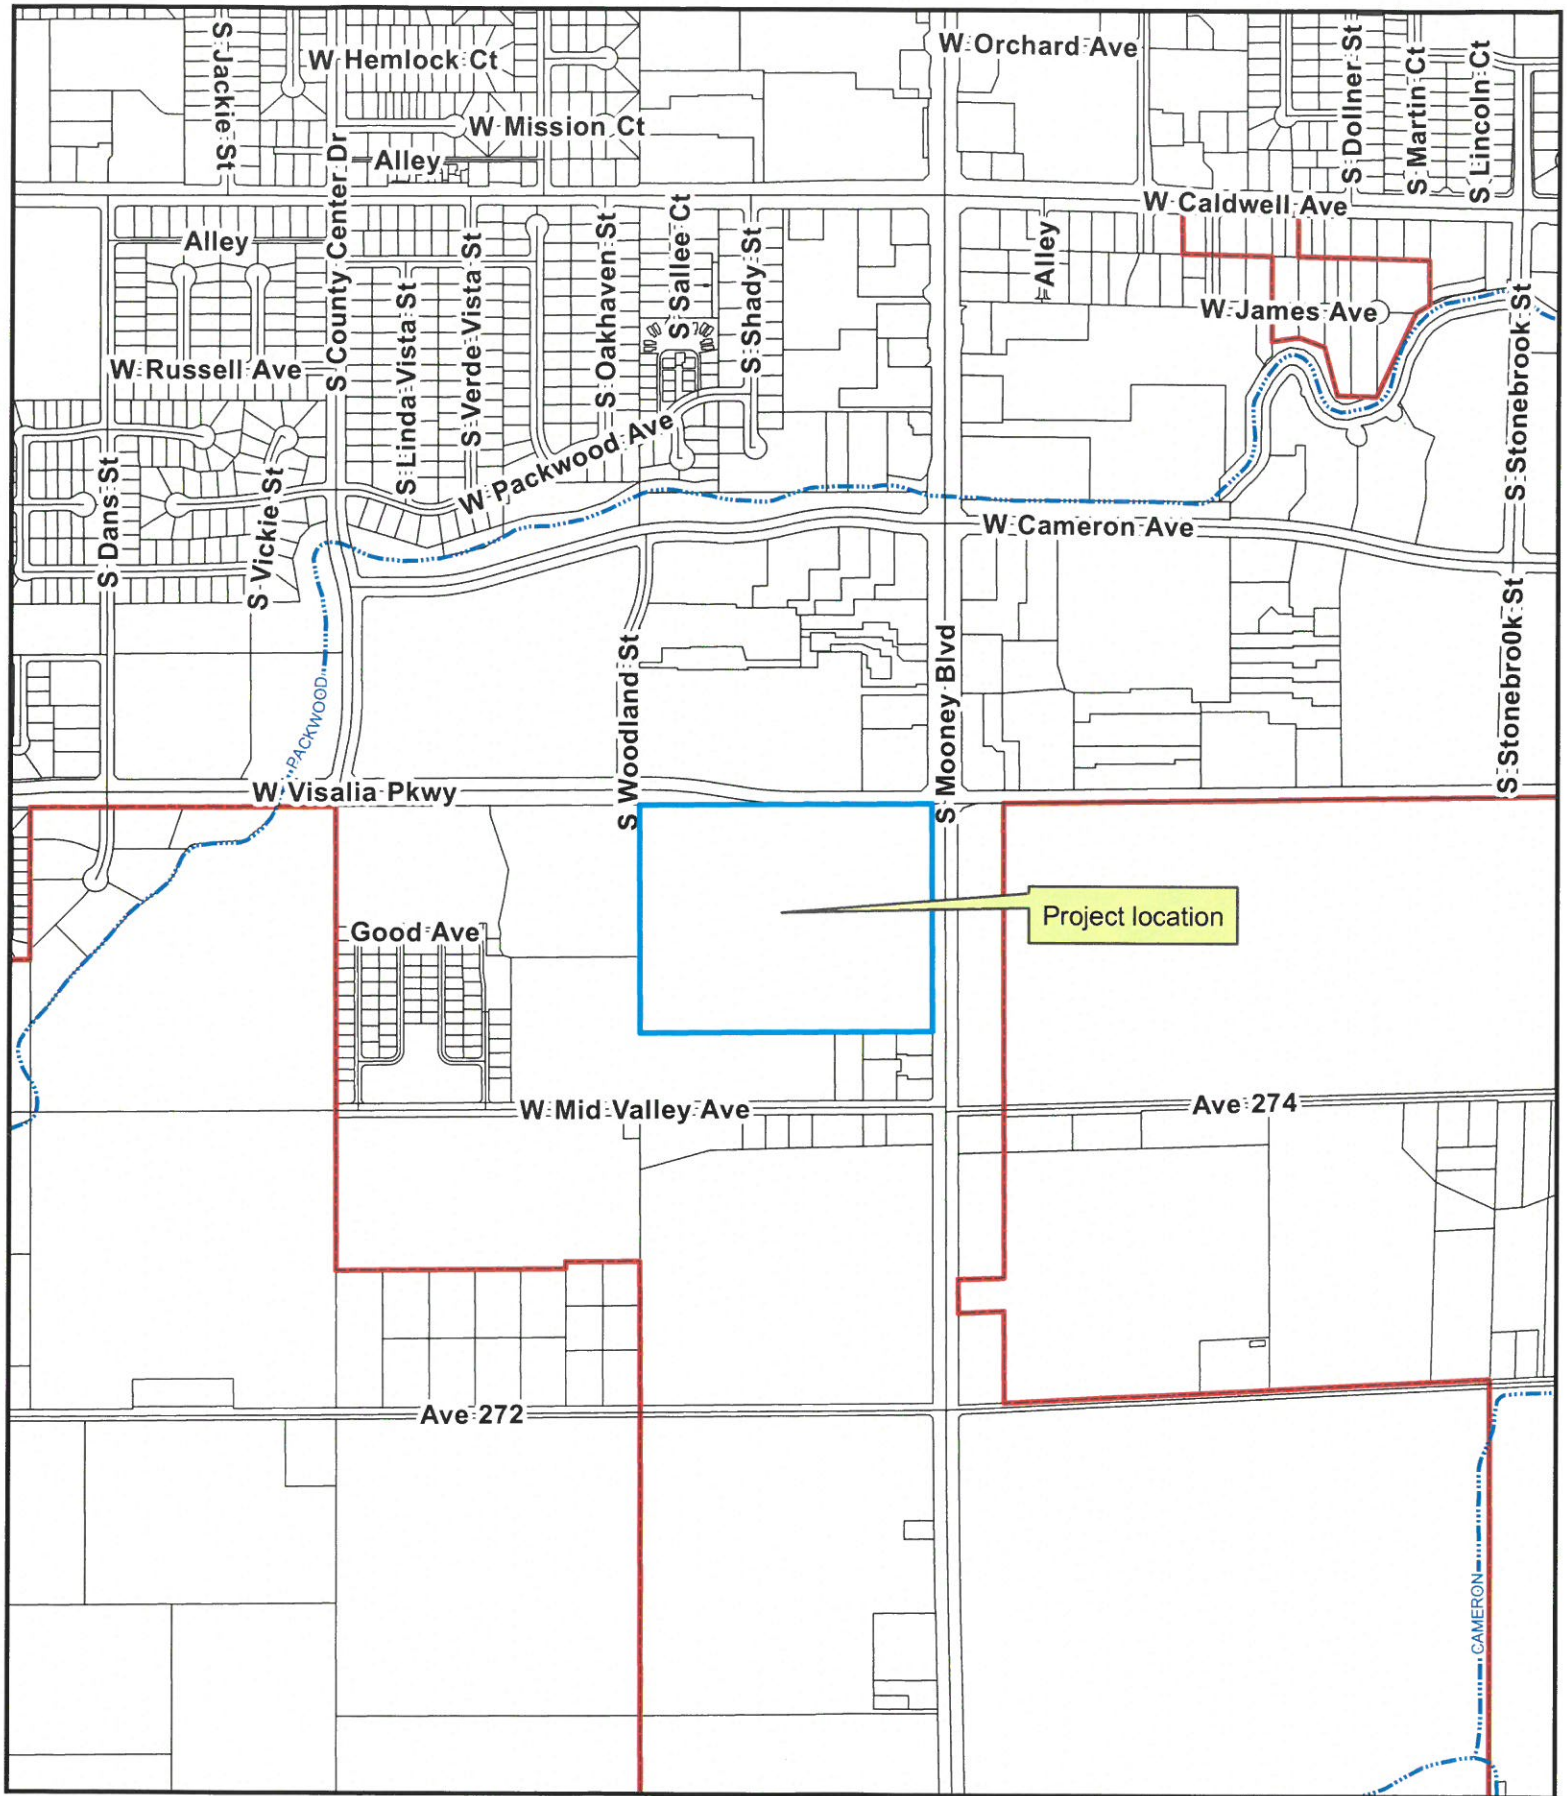 S Jackie St
W Hemlock Ct
W Orchard Ave
S Dollner St
S Martin Ct
S Lincoln Ct
W Mission Ct
Alley
S County Center Dr
W Caldwell Ave
Alley
S Linda Vista St
S Verde Vista St
S Oakhaven St
S Sallee Ct
S Shady St
Alley
W James Ave
S Stonebrook St
W Russell Ave
W Packwood Ave
S Dans St
S Vickie St
W Cameron Ave
S Woodland St
S Mooney Blvd
S Stonebro0k St
PACKWOOD
W Visalia Pkwy
Project location
Good Ave
W Mid Valley Ave
Ave 274
Ave 272
CAMERON